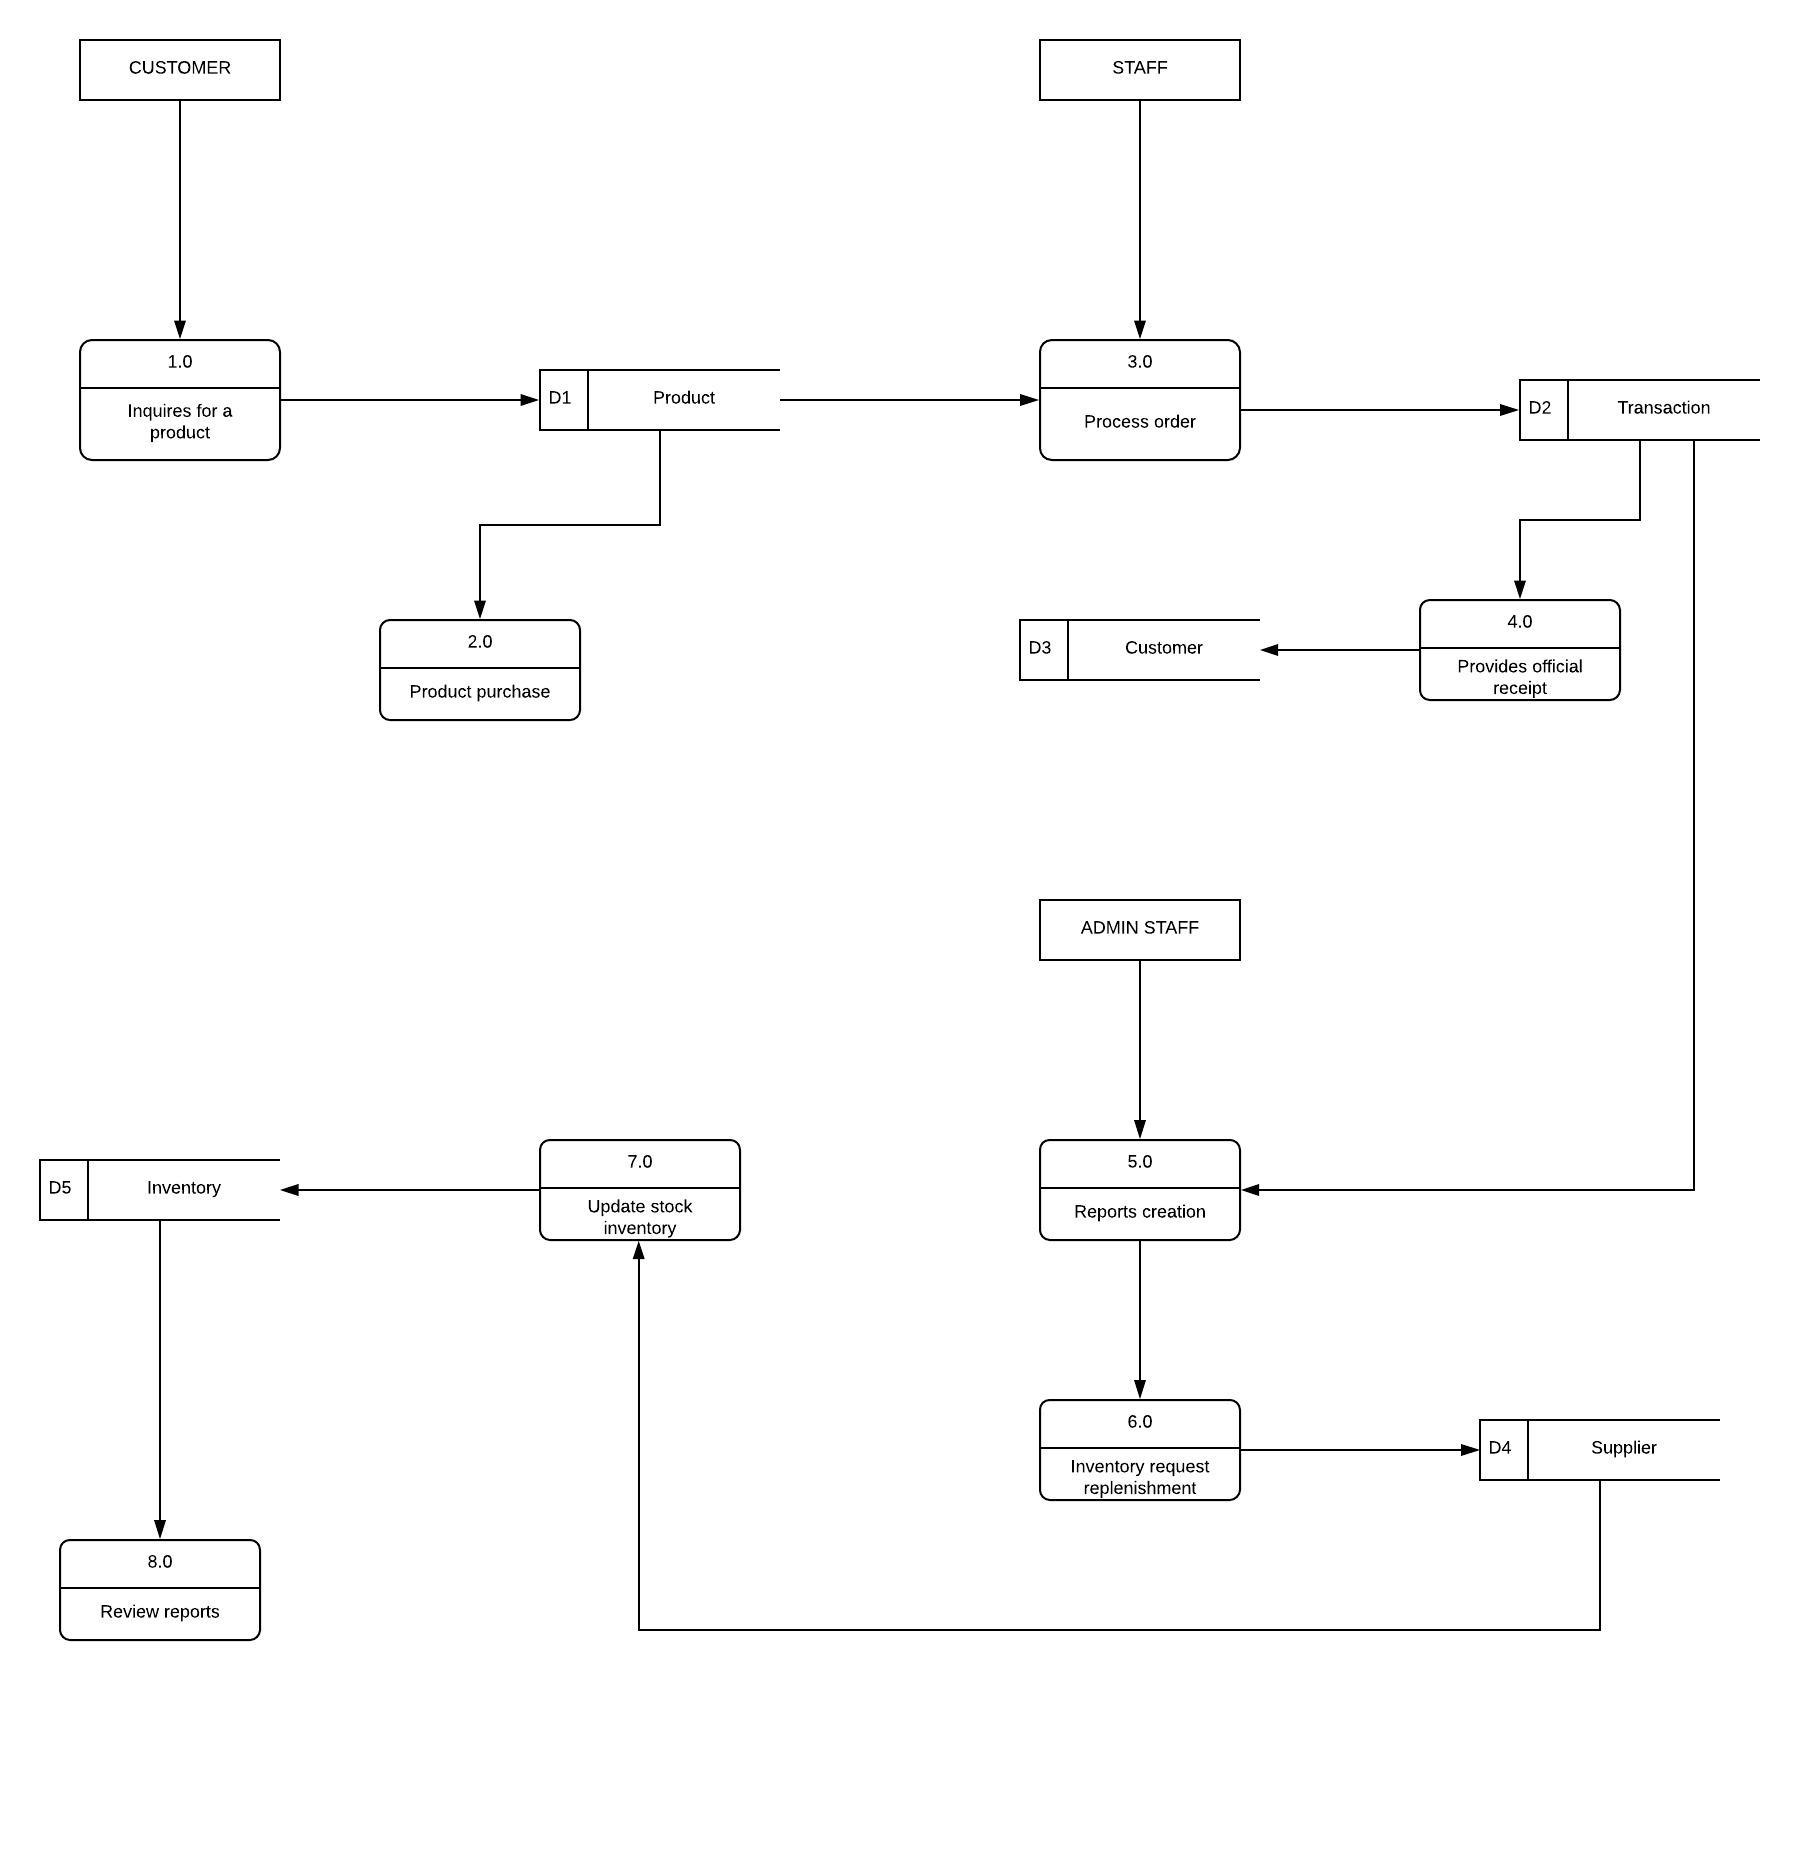 CUSTOMER
STAFF
1.0
Inquires for a
product
D1
Product
3.0
Process order
D2
Transaction
2.0
Product purchase
D3
Customer
4.0
Provides official
receipt
ADMIN STAFF
D5
Inventory
7.0
Update stock
inventory
5.0
Reports creation
6.0
Inventory request
replenishment
D4
Supplier
8.0
Review reports